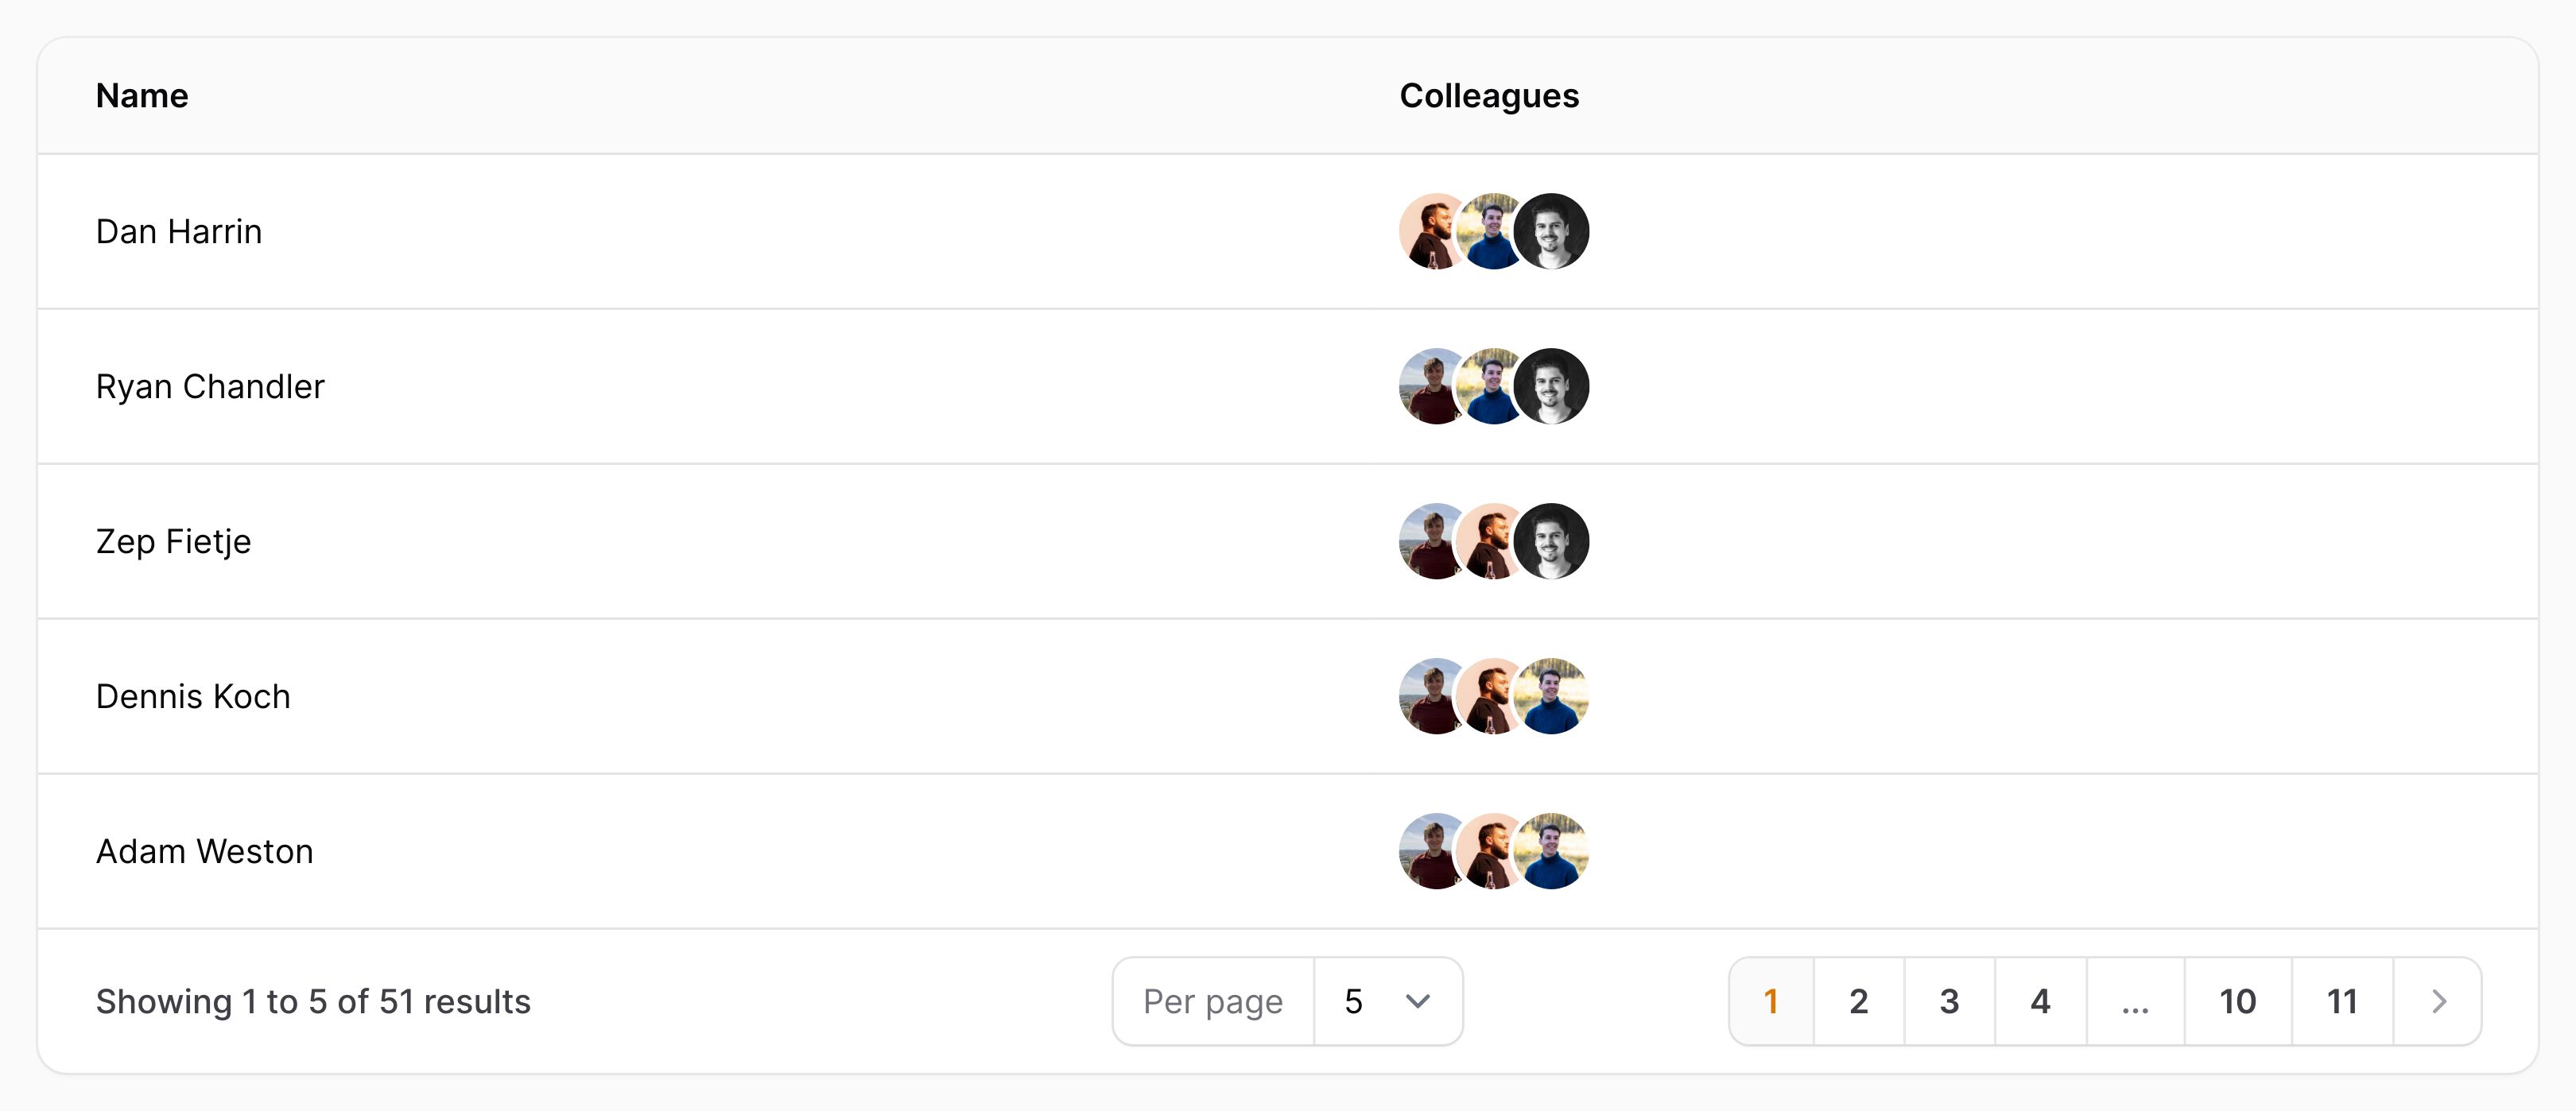 Name Colleagues
Dan Harrin
Ryan Chandler
Zep Fietje
Dennis Koch
Adam Weston
Showing 1 to 5 of 51 results Per page 5 1 2 3 4 ... 10 11